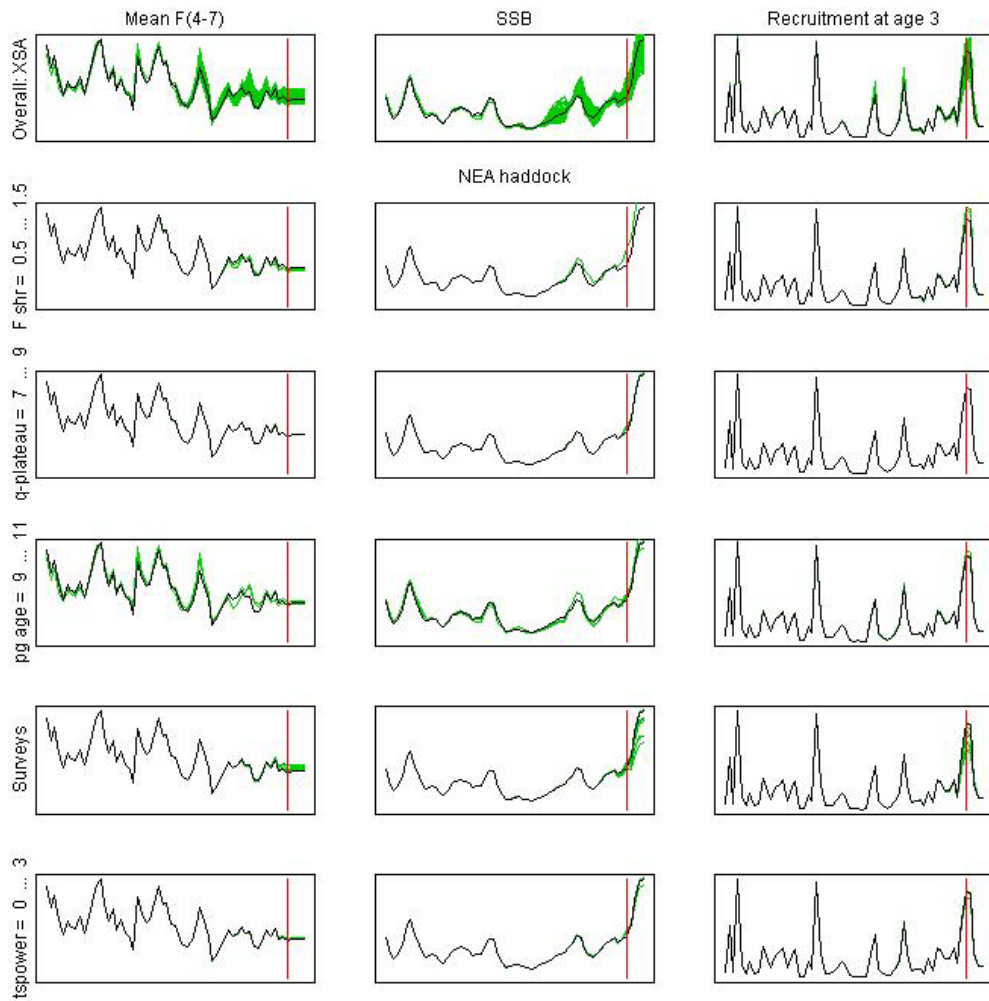 Mean F(4-7)
SSB
Recruitment at age 3
Overall: XSA
NEA haddock
F shr = 0.5 ... 1.5
q-plateau = 7 ... 9
pg age = 9 ... 11
Surveys
tspower = 0 ... 3